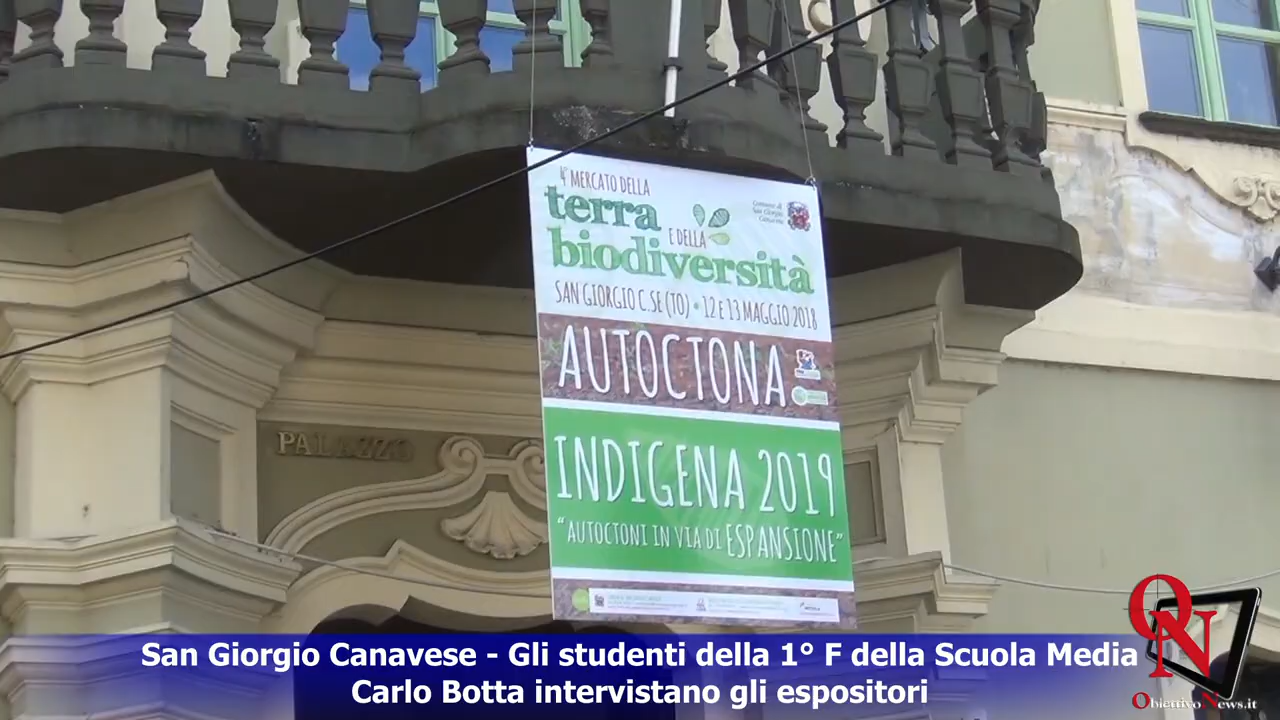 4° MERCATO DELLA
terra
E DELLA
biodiversità
Comune di
San Giorgio
Canavese
SAN GIORGIO C.SE (TO) • 12 E 13 MAGGIO 2018
AUTOCTONA
INDIGENA 2019
“AUTOCTONI IN VIA DI ESPANSIONE”
PALAZZO
San Giorgio Canavese - Gli studenti della 1° F della Scuola Media
Carlo Botta intervistano gli espositori
ON
ObiettivoNews.it